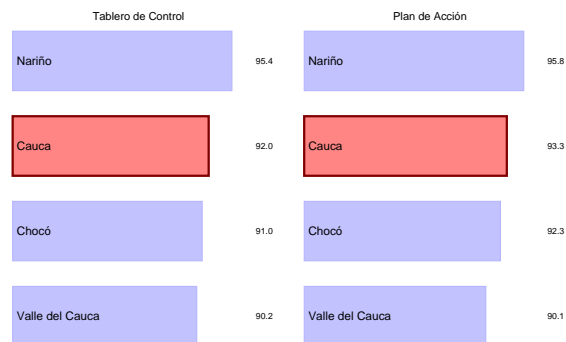 Tablero de Control
Nariño 95.4
Cauca 92.0
Chocó 91.0
Valle del Cauca 90.2
Plan de Acción
Nariño 95.8
Cauca 93.3
Chocó 92.3
Valle del Cauca 90.1